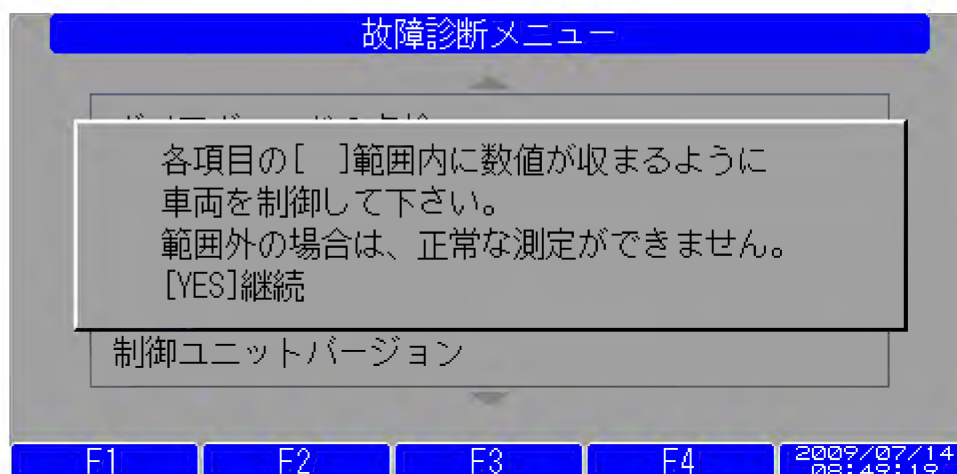 故障診断メニュー
各項目の[　]範囲内に数値が収まるように
車両を制御して下さい。
範囲外の場合は、正常な測定ができません。
[YES]継続
制御ユニットバージョン
F1
F2
F3
F4
2009/07/14
08:49:19